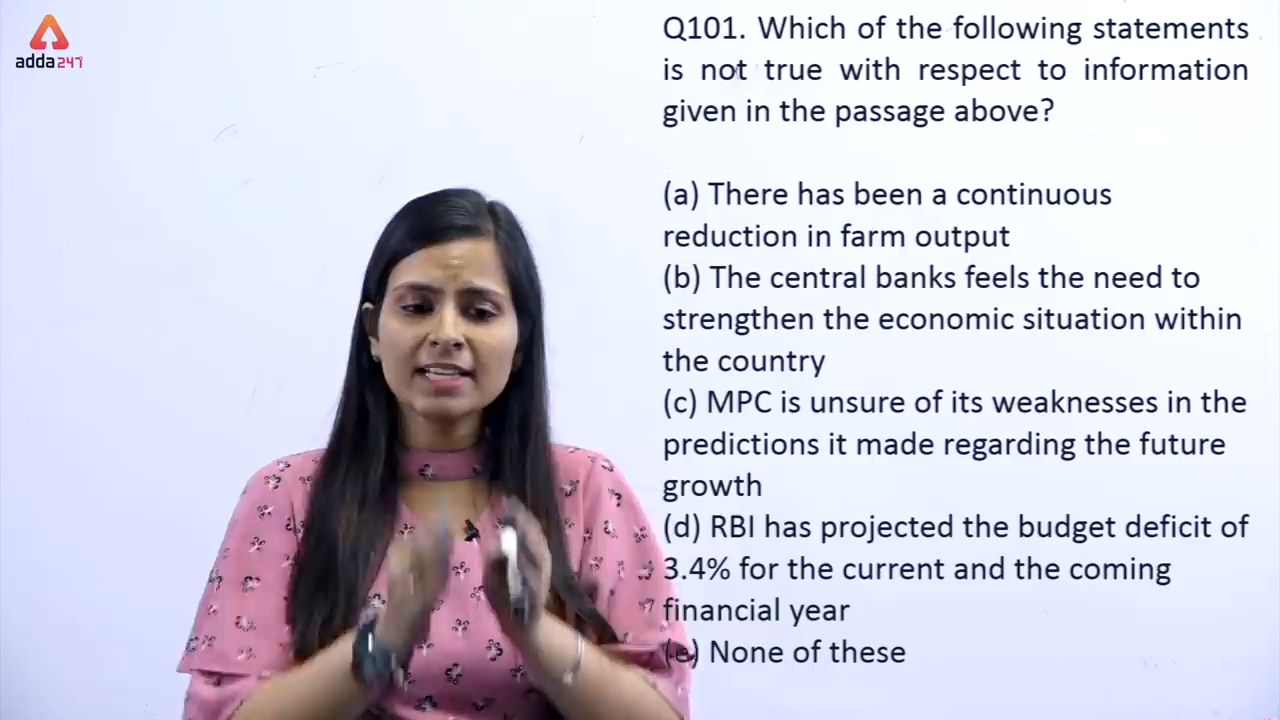 adda247
Q101. Which of the following statements
is not true with respect to information
given in the passage above?
(a) There has been a continuous
reduction in farm output
(b) The central banks feels the need to
strengthen the economic situation within
the country
(c) MPC is unsure of its weaknesses in the
predictions it made regarding the future
growth
(d) RBI has projected the budget deficit of
3.4% for the current and the coming
financial year
(e) None of these